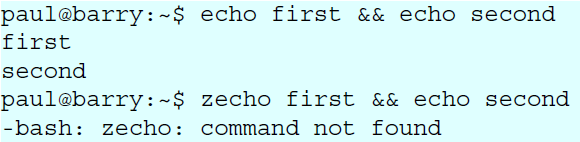 paul@barry:~$ echo first && echo second
first
second
paul@barry:~$ zecho first && echo second
-bash: zecho: command not found